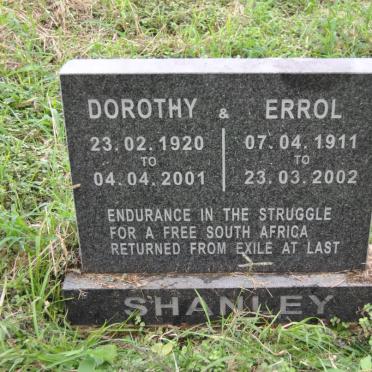 DOROTHY & ERROL
23.02.1920 07.04.1911
TO TO
04.04.2001 23.03.2002
ENDURANCE IN THE STRUGGLE
FOR A FREE SOUTH AFRICA
RETURNED FROM EXILE AT LAST
SHANLEY